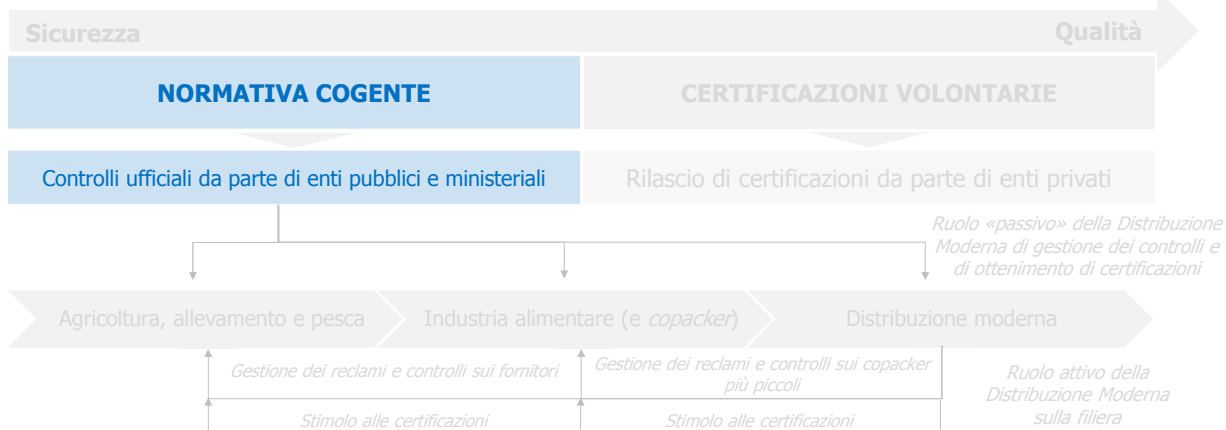 Sicurezza
Qualità
NORMATIVA COGENTE
CERTIFICAZIONI VOLONTARIE
Controlli ufficiali da parte di enti pubblici e ministeriali
Rilascio di certificazioni da parte di enti privati
Ruolo «passivo» della Distribuzione
Moderna di gestione dei controlli e
di ottenimento di certificazioni
Agricoltura, allevamento e pesca
Industria alimentare (e copacker)
Distribuzione moderna
Gestione dei reclami e controlli sui fornitori
Gestione dei reclami e controlli sui copacker
più piccoli
Ruolo attivo della
Distribuzione Moderna
sulla filiera
Stimolo alle certificazioni
Stimolo alle certificazioni